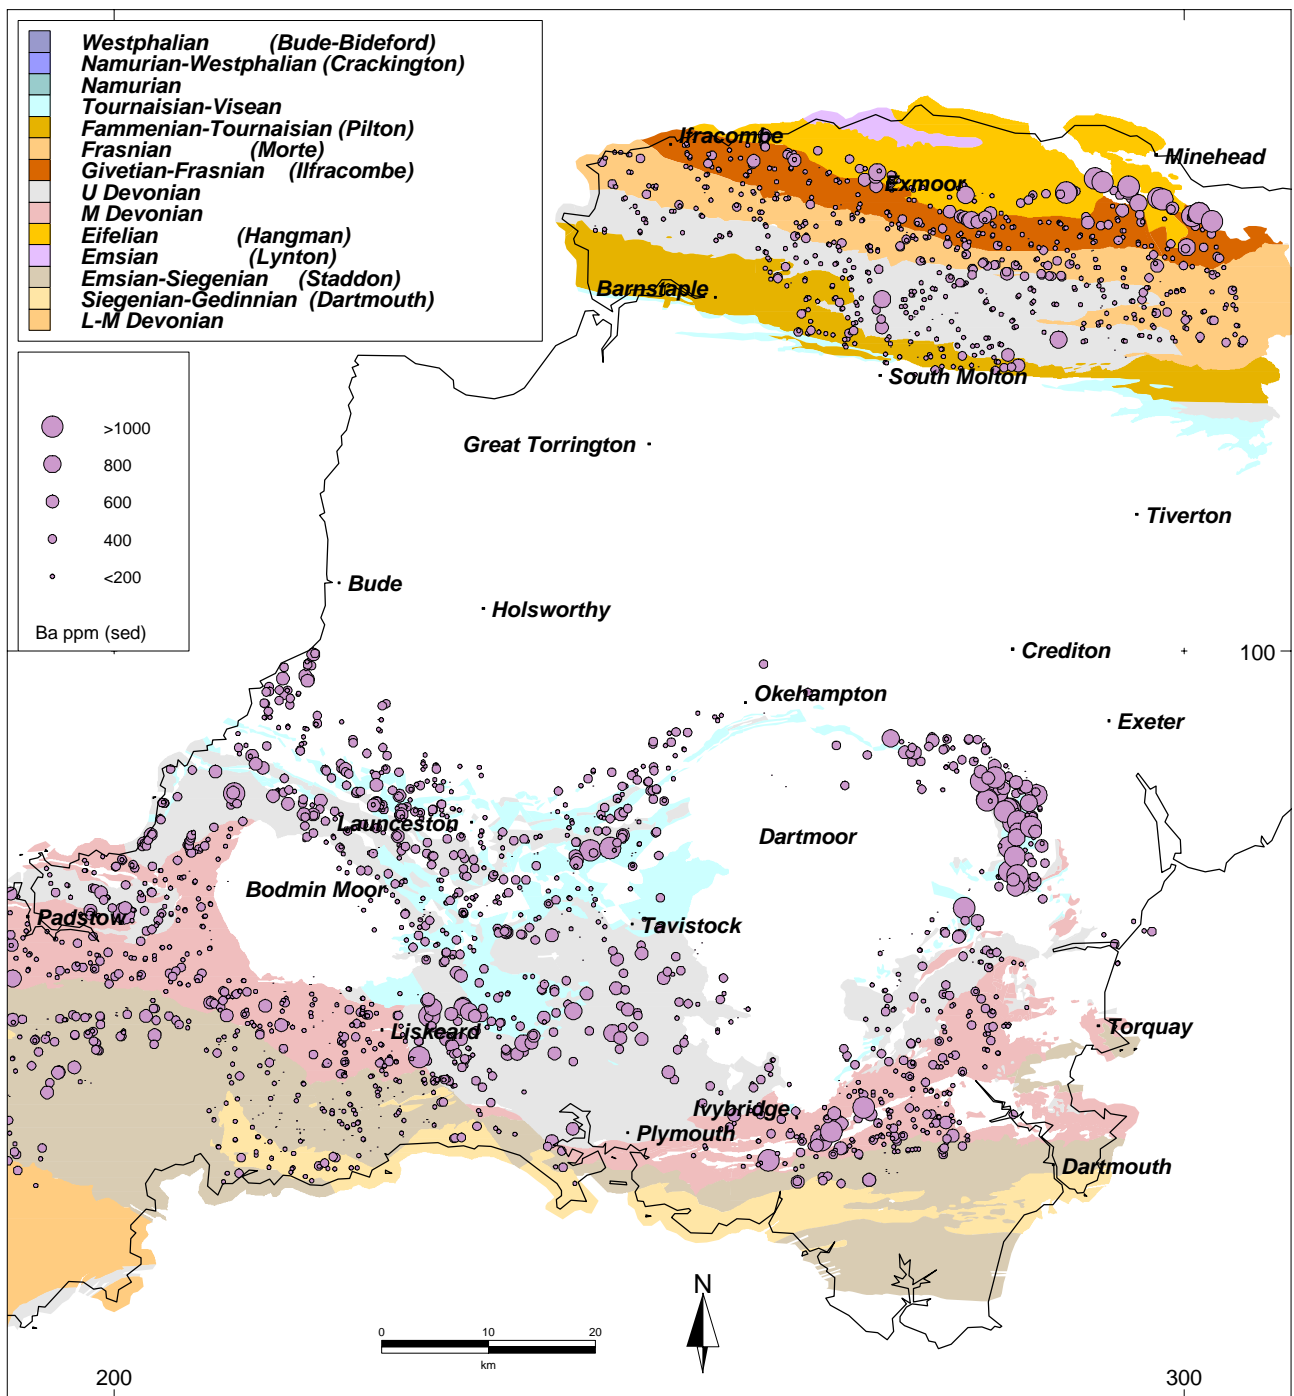 Westphalian (Bude-Bideford)
Namurian-Westphalian (Crackington)
Namurian
Tournaisian-Visean
Fammenian-Tournaisian (Pilton)
Frasnian (Morte)
Givetian-Frasnian (Ilfracombe)
U Devonian
M Devonian
Eifelian (Hangman)
Emsian (Lynton)
Emsian-Siegenian (Staddon)
Siegenian-Gedinnian (Dartmouth)
L-M Devonian
>1000
800
600
400
<200
Ba ppm (sed)
Ilfracombe
Minehead
Exmoor
Barnstaple
South Molton
Great Torrington
Tiverton
Bude
Holsworthy
Crediton
100
Okehampton
Exeter
Launceston
Dartmoor
Bodmin Moor
Padstow
Tavistock
Liskeard
Torquay
Ivybridge
Plymouth
Dartmouth
N
0 10 20
km
200 300